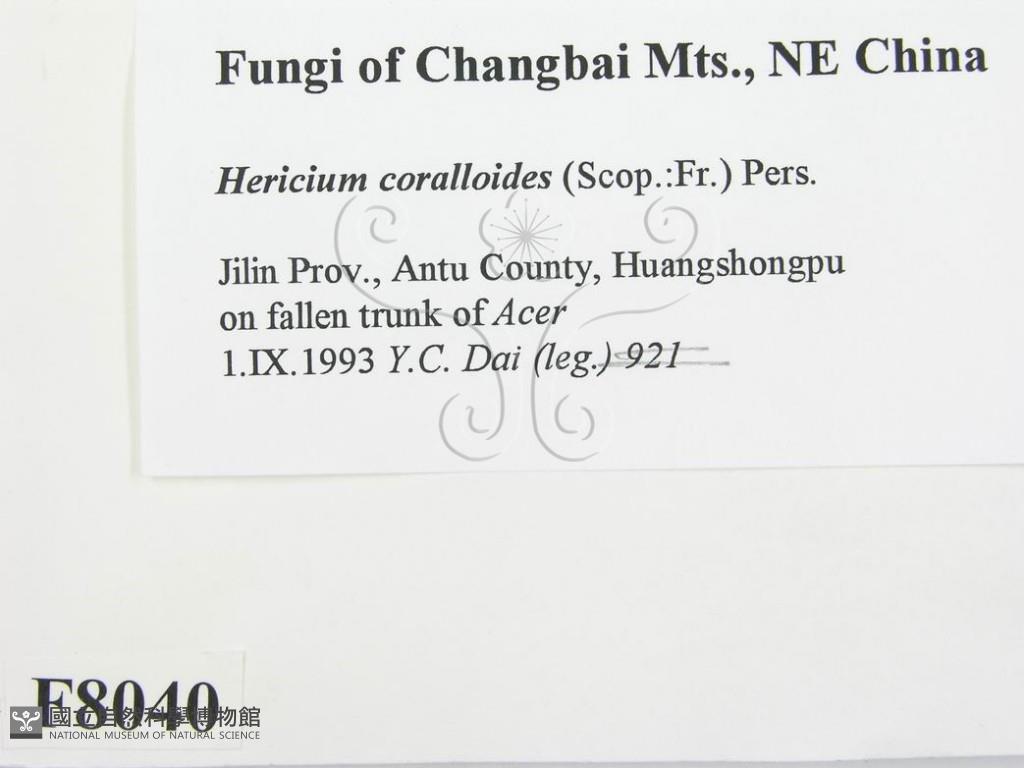 Fungi of Changbai Mts., NE China
Hericium coralloides (Scop.:Fr.) Pers.
Jilin Prov., Antu County, Huangshongpu
on fallen trunk of Acer
1.IX.1993 Y.C. Dai (leg.) 921
F8040
國立自然科學博物館
NATIONAL MUSEUM OF NATURAL SCIENCE